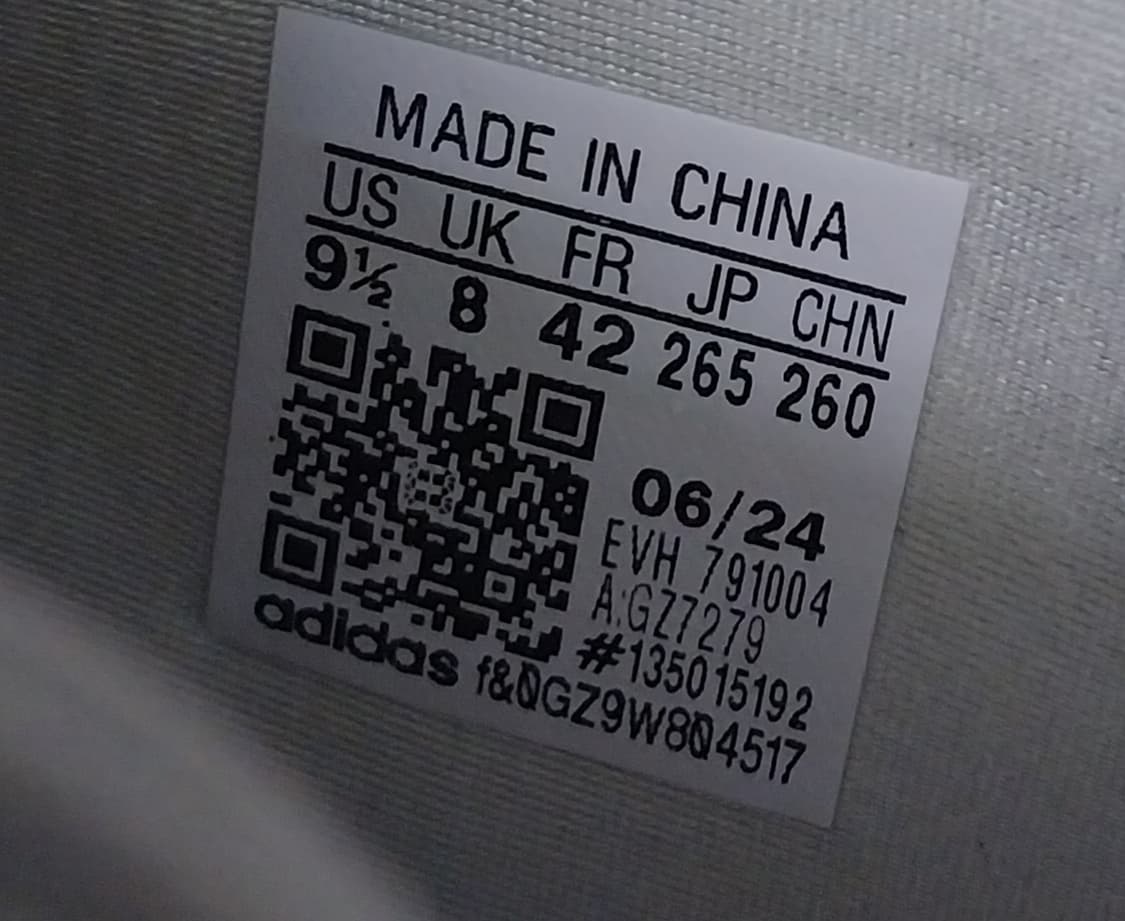 MADE IN CHINA
US UK FR JP CHN
9½ 8 42 265 260
06/24
EVH 791004
A:GZ7279
#135015192
adidas f&0GZ9W804517